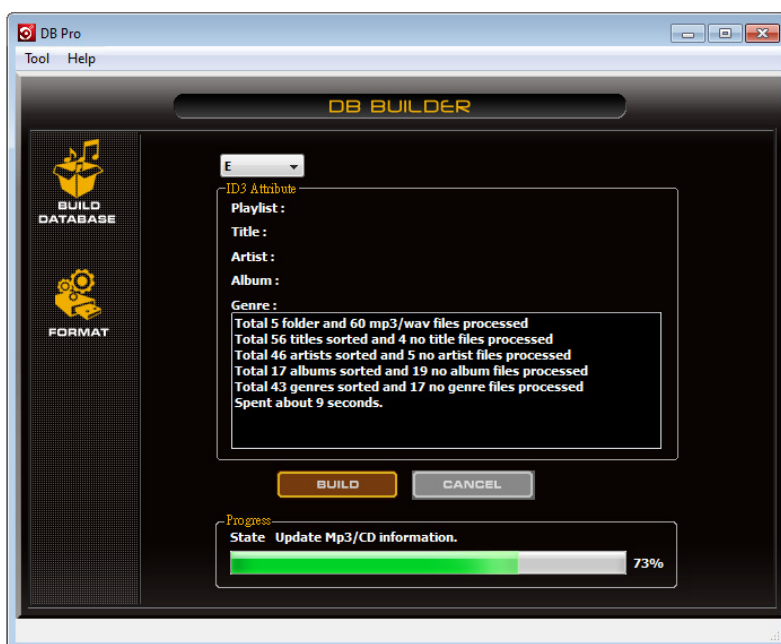 DB Pro
Tool Help
DB BUILDER
BUILD
DATABASE
FORMAT
E
ID3 Attribute
Playlist :
Title :
Artist :
Album :
Genre :
Total 5 folder and 60 mp3/wav files processed
Total 56 titles sorted and 4 no title files processed
Total 46 artists sorted and 5 no artist files processed
Total 17 albums sorted and 19 no album files processed
Total 43 genres sorted and 17 no genre files processed
Spent about 9 seconds.
BUILD CANCEL
Progress
State Update Mp3/CD information.
73%